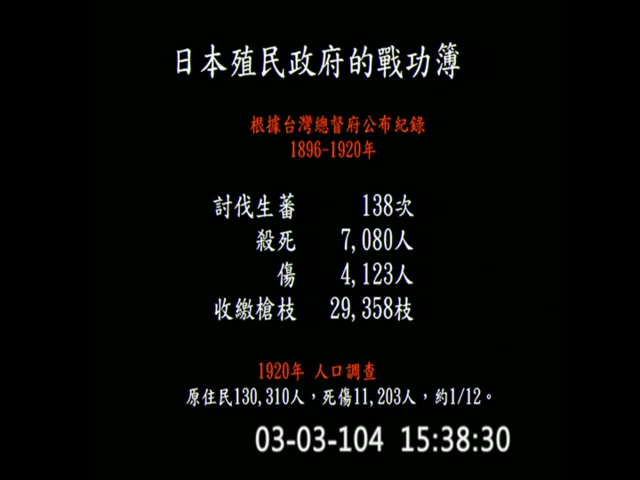 日本殖民政府的戰功簿
根據台灣總督府公布紀錄
1896-1920年
討伐生蕃 138次
殺死 7,080人
傷 4,123人
收繳槍枝 29,358枝
1920年 人口調查
原住民130,310人，死傷11,203人，約1/12。
03-03-104 15:38:30